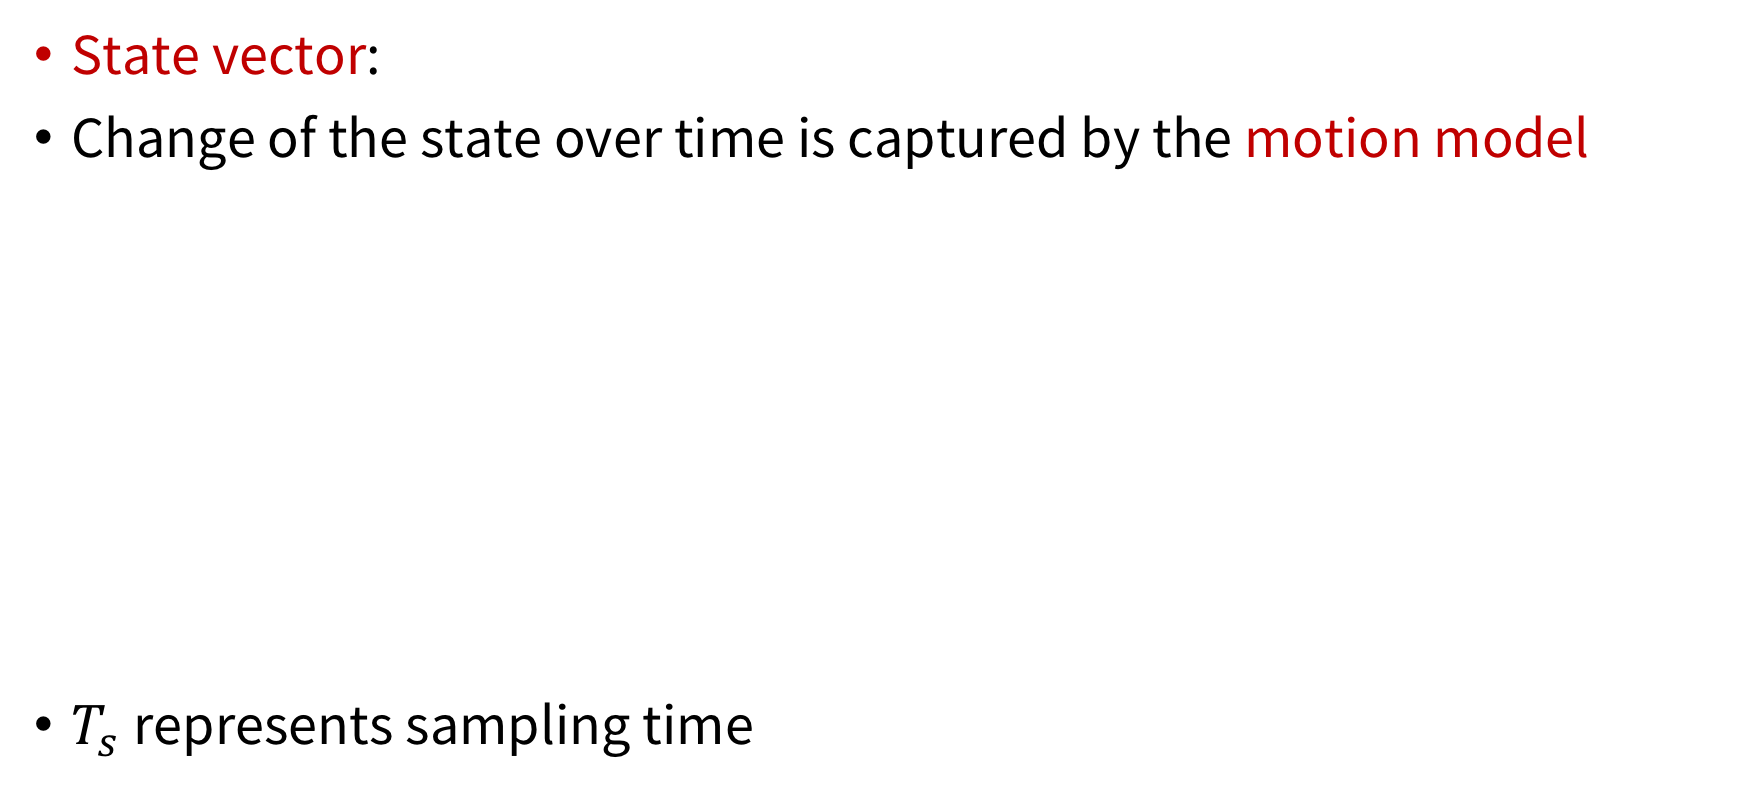 • State vector:
• Change of the state over time is captured by the motion model
• Tₛ represents sampling time